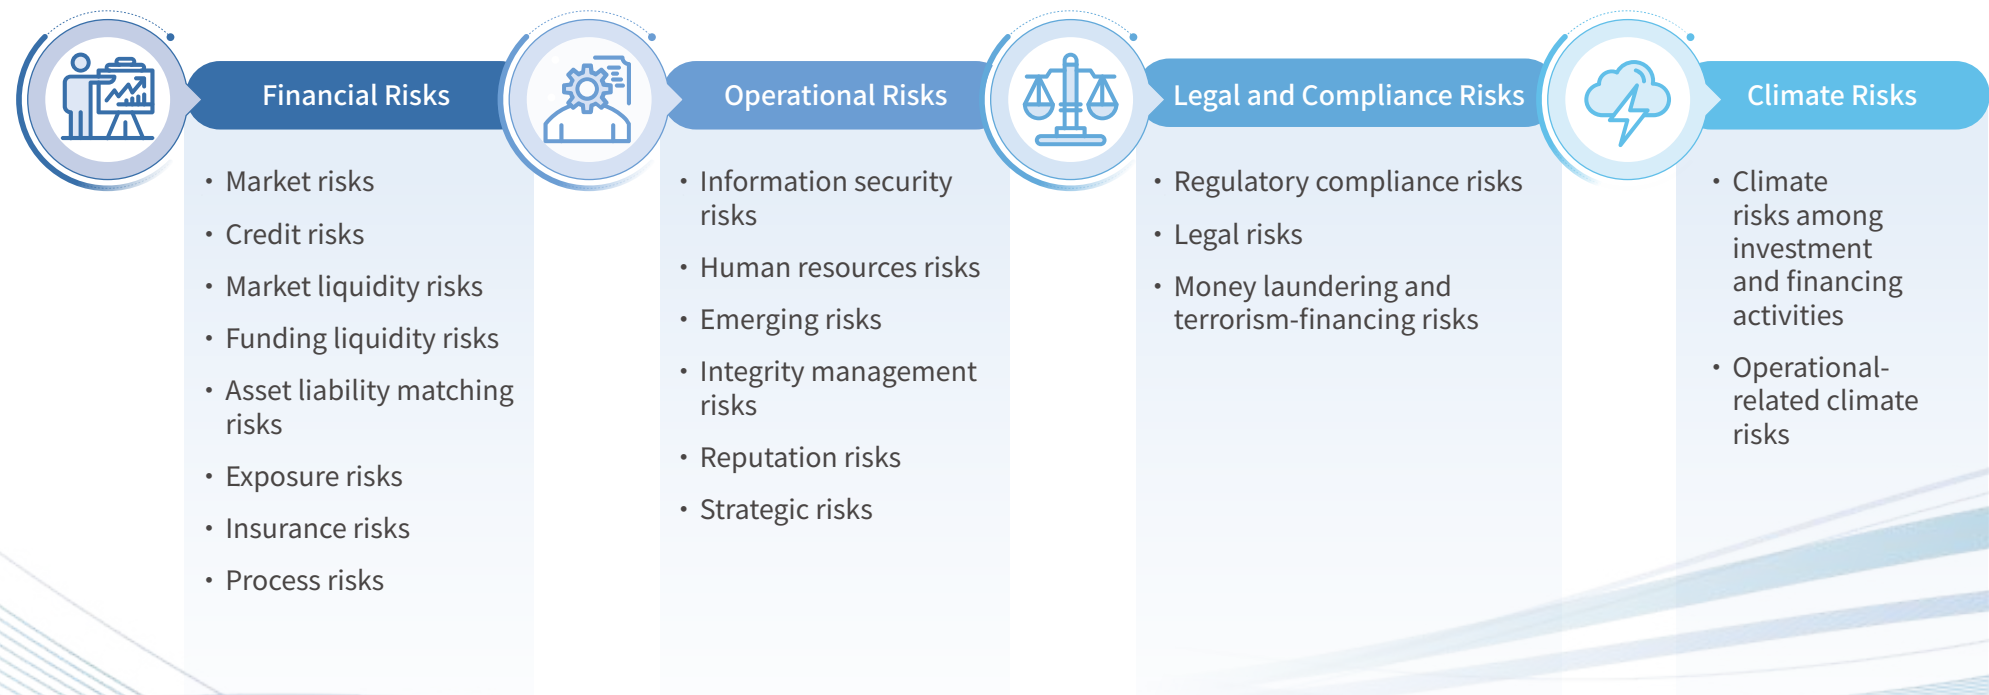 Financial Risks
• Market risks
• Credit risks
• Market liquidity risks
• Funding liquidity risks
• Asset liability matching
risks
• Exposure risks
• Insurance risks
• Process risks
Operational Risks
• Information security
risks
• Human resources risks
• Emerging risks
• Integrity management
risks
• Reputation risks
• Strategic risks
Legal and Compliance Risks
• Regulatory compliance risks
• Legal risks
• Money laundering and
terrorism-financing risks
Climate Risks
• Climate
risks among
investment
and financing
activities
• Operational-
related climate
risks